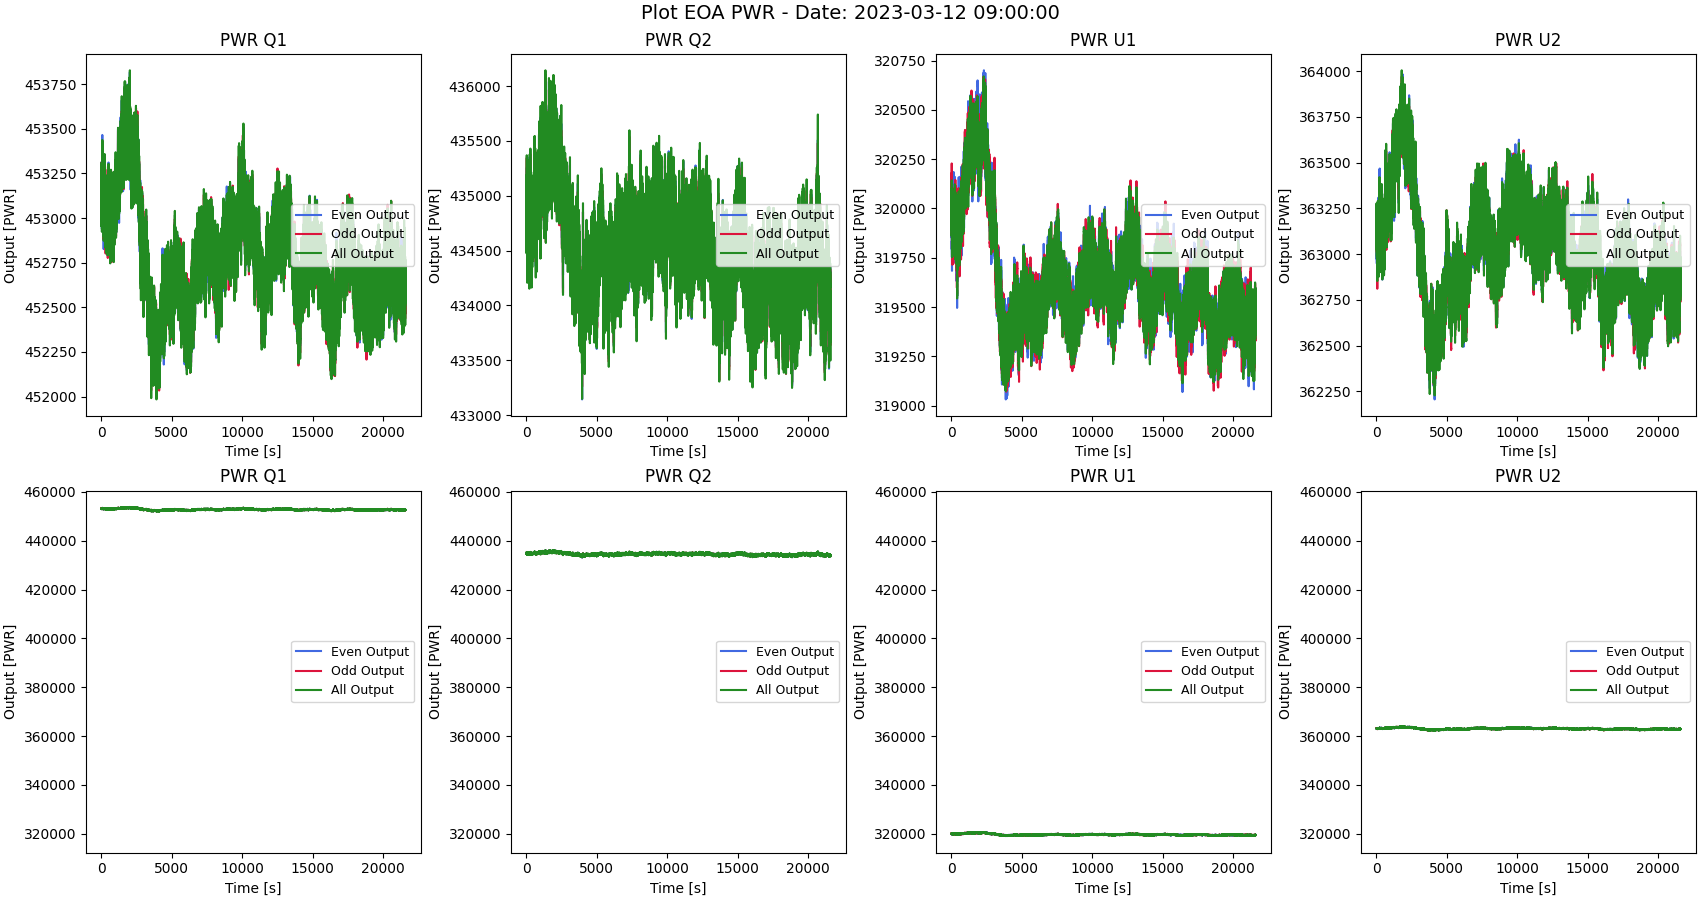 Plot EOA PWR - Date: 2023-03-12 09:00:00
PWR Q1
453750
453500
453250
453000
452750
452500
452250
452000
Output [PWR]
0 5000 10000 15000 20000
Time [s]
Even Output
Odd Output
All Output
PWR Q2
436000
435500
435000
434500
434000
433500
433000
Output [PWR]
0 5000 10000 15000 20000
Time [s]
Even Output
Odd Output
All Output
PWR U1
320750
320500
320250
320000
319750
319500
319250
319000
Output [PWR]
0 5000 10000 15000 20000
Time [s]
Even Output
Odd Output
All Output
PWR U2
364000
363750
363500
363250
363000
362750
362500
362250
Output [PWR]
0 5000 10000 15000 20000
Time [s]
Even Output
Odd Output
All Output
PWR Q1
460000
440000
420000
400000
380000
360000
340000
320000
Output [PWR]
0 5000 10000 15000 20000
Time [s]
Even Output
Odd Output
All Output
PWR Q2
460000
440000
420000
400000
380000
360000
340000
320000
Output [PWR]
0 5000 10000 15000 20000
Time [s]
Even Output
Odd Output
All Output
PWR U1
460000
440000
420000
400000
380000
360000
340000
320000
Output [PWR]
0 5000 10000 15000 20000
Time [s]
Even Output
Odd Output
All Output
PWR U2
460000
440000
420000
400000
380000
360000
340000
320000
Output [PWR]
0 5000 10000 15000 20000
Time [s]
Even Output
Odd Output
All Output